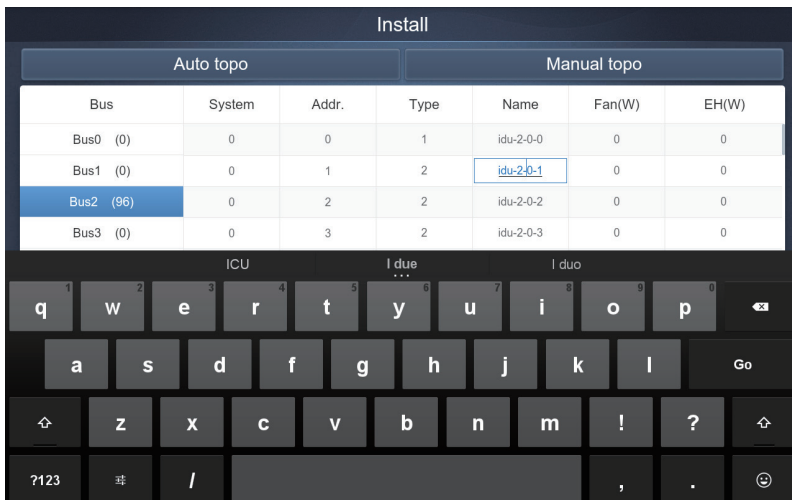 Install
Auto topo Manual topo
Bus System Addr. Type Name Fan(W) EH(W)
Bus0 (0) 0 0 1 idu-2-0-0 0 0
Bus1 (0) 0 1 2 idu-2-0-1 0 0
Bus2 (96) 0 2 2 idu-2-0-2 0 0
Bus3 (0) 0 3 2 idu-2-0-3 0 0
ICU I due I duo
1 2 3 4 5 6 7 8 9 0
q w e r t y u i o p
a s d f g h j k l Go
z x c v b n m ! ?
?123 / , .